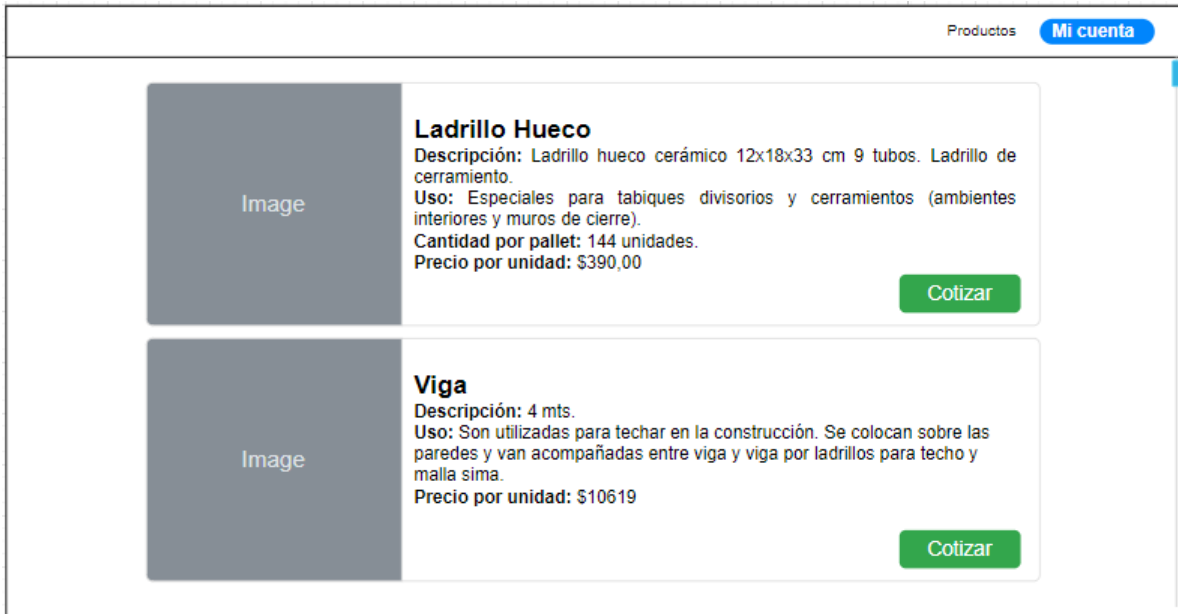 Productos
Mi cuenta
Image
Ladrillo Hueco
Descripción: Ladrillo hueco cerámico 12x18x33 cm 9 tubos. Ladrillo de
cerramiento.
Uso: Especiales para tabiques divisorios y cerramientos (ambientes
interiores y muros de cierre).
Cantidad por pallet: 144 unidades.
Precio por unidad: $390,00
Cotizar
Image
Viga
Descripción: 4 mts.
Uso: Son utilizadas para techar en la construcción. Se colocan sobre las
paredes y van acompañadas entre viga y viga por ladrillos para techo y
malla sima.
Precio por unidad: $10619
Cotizar